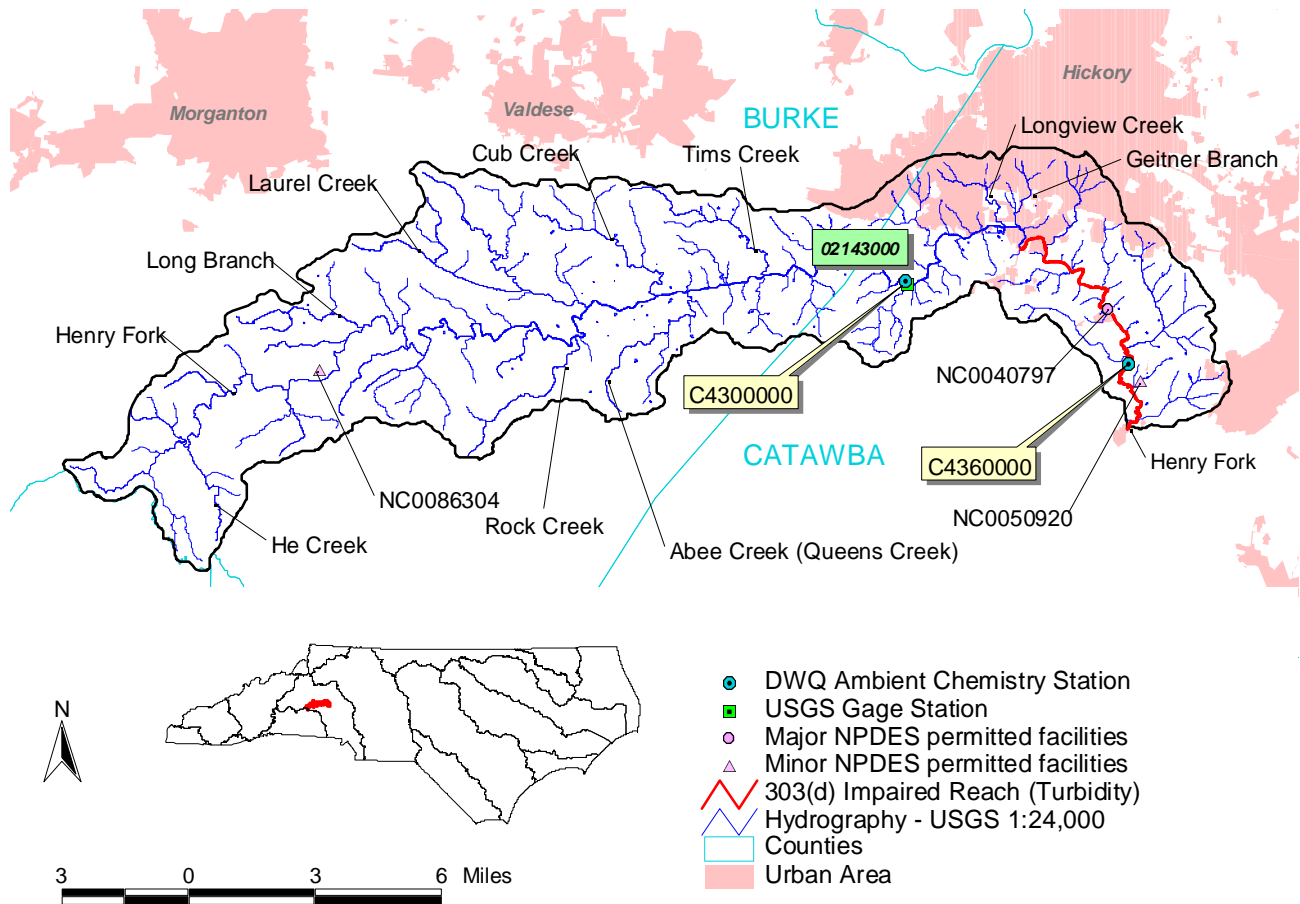 Hickory
Morganton
Valdese
BURKE
Longview Creek
Cub Creek
Tims Creek
Geitner Branch
Laurel Creek
02143000
Long Branch
Henry Fork
NC0040797
C4300000
CATAWBA
C4360000
Henry Fork
NC0086304
NC0050920
Rock Creek
He Creek
Abee Creek (Queens Creek)
N
DWQ Ambient Chemistry Station
USGS Gage Station
Major NPDES permitted facilities
Minor NPDES permitted facilities
303(d) Impaired Reach (Turbidity)
Hydrography - USGS 1:24,000
Counties
Urban Area
3 0 3 6 Miles